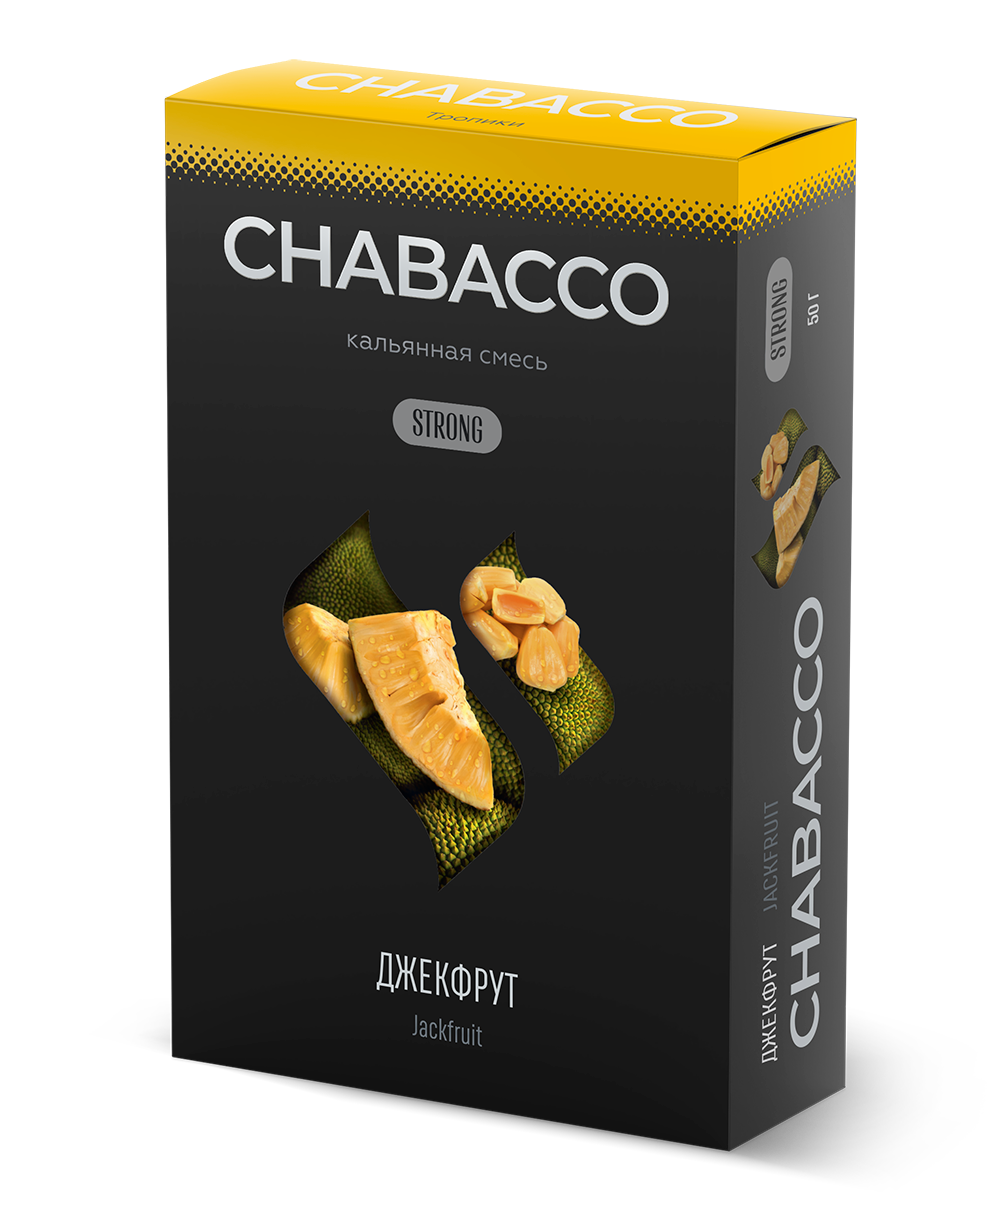 CHABACCO
Тропики
CHABACCO
кальянная смесь
STRONG
ДЖЕКФРУТ
Jackfruit
STRONG
50 Г
CHABACCO
ДЖЕКФРУТ
JACKFRUIT